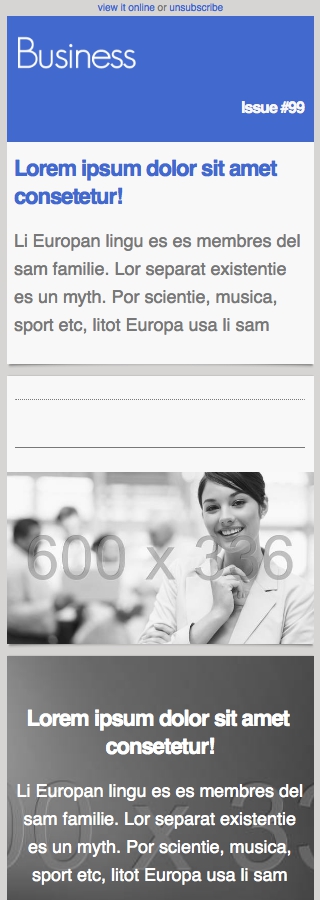 view it online or unsubscribe
Business
Issue #99
Lorem ipsum dolor sit amet
consetetur!
Li Europan lingu es es membres del
sam familie. Lor separat existentie
es un myth. Por scientie, musica,
sport etc, litot Europa usa li sam
600 x 336
Lorem ipsum dolor sit amet
consetetur!
Li Europan lingu es es membres del
sam familie. Lor separat existentie
es un myth. Por scientie, musica,
sport etc, litot Europa usa li sam
00 x 33